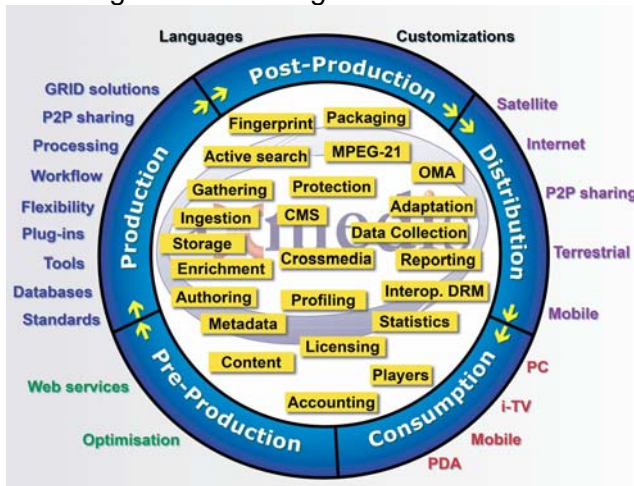 Languages
Customizations
Post-Production
GRID solutions
P2P sharing
Processing
Workflow
Flexibility
Plug-ins
Tools
Databases
Standards
Production
Satellite
Internet
P2P sharing
Terrestrial
Mobile
Distribution
Fingerprint
Packaging
Active search
MPEG-21
OMA
Gathering
Protection
Adaptation
Ingestion
CMS
Data Collection
Storage
Crossmedia
Reporting
Enrichment
Authoring
Profiling
Interop. DRM
Metadata
Statistics
Licensing
Content
Players
Accounting
Pre-Production
Web services
Optimisation
Consumption
PC
i-TV
Mobile
PDA